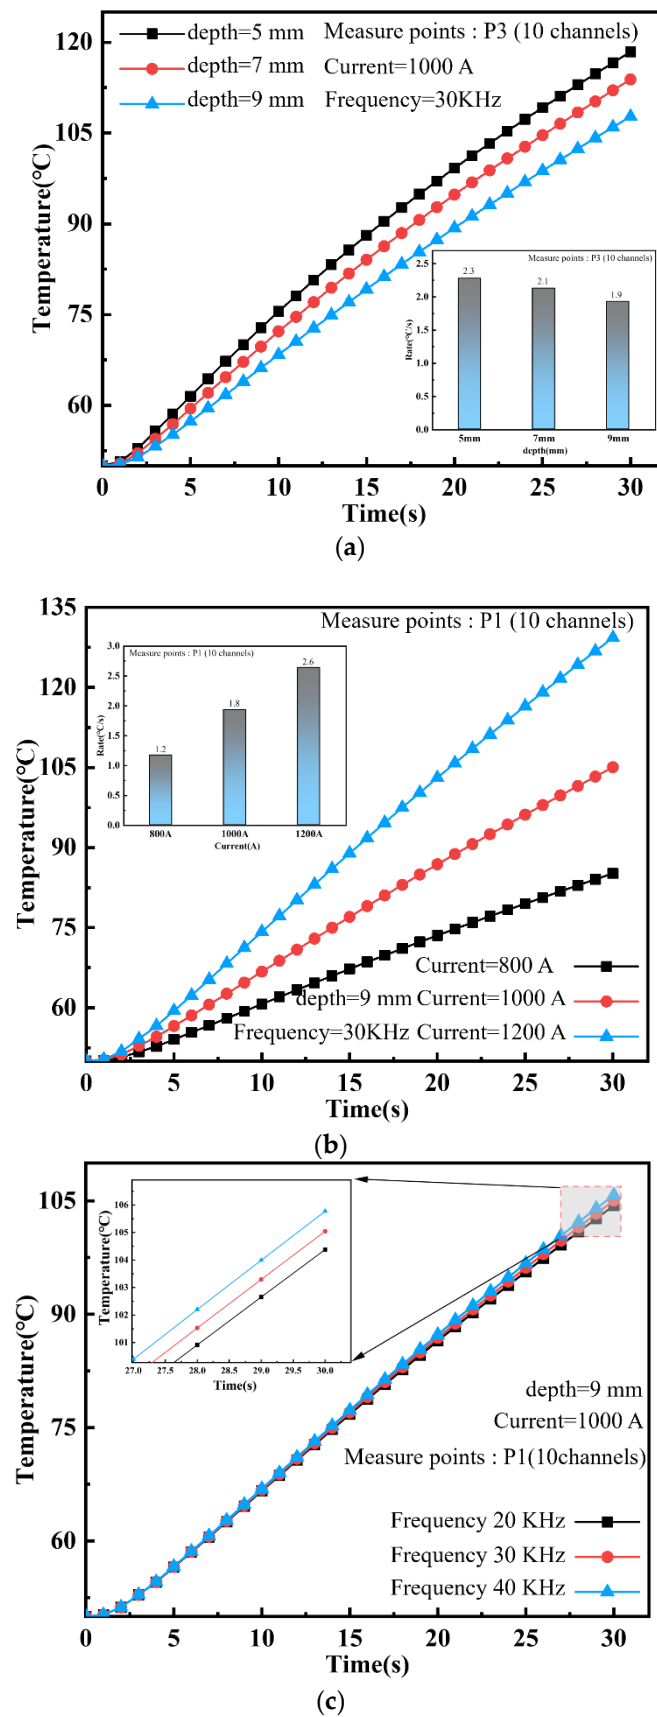 depth=5 mm
depth=7 mm
depth=9 mm
Measure points : P3 (10 channels)
Current=1000 A
Frequency=30KHz
Temperature(℃)
120
105
90
75
60
Measure points : P3 (10 channels)
2.5
2.0
1.5
1.0
0.5
0.0
Rate(℃/s)
2.3
2.1
1.9
5mm
7mm
9mm
depth(mm)
0
5
10
15
20
25
30
Time(s)
(a)
Measure points : P1 (10 channels)
Temperature(℃)
135
120
105
90
75
60
Measure points : P1 (10 channels)
3.0
2.5
2.0
1.5
1.0
0.5
0.0
Rate(℃/s)
1.2
1.8
2.6
800A
1000A
1200A
Current(A)
Current=800 A
depth=9 mm Current=1000 A
Frequency=30KHz Current=1200 A
0
5
10
15
20
25
30
Time(s)
(b)
Temperature(℃)
105
90
75
60
Temperature(℃)
106
105
104
103
102
101
27.0
27.5
28.0
28.5
29.0
29.5
30.0
Time(s)
depth=9 mm
Current=1000 A
Measure points : P1(10channels)
Frequency 20 KHz
Frequency 30 KHz
Frequency 40 KHz
0
5
10
15
20
25
30
Time(s)
(c)